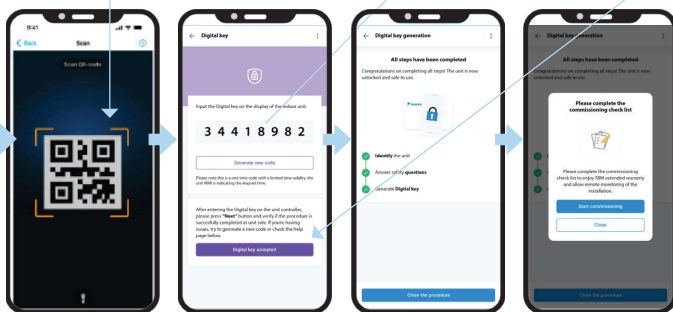 9:41
Back
Scan
Scan QR-code
Digital key
Input the Digital key on the display of the indoor unit.
3 4 4 1 8 9 8 2
Generate new code
Please note this is a one time code with a limited time validity, the
unit MMI is indicating the elapsed time.
After entering the Digital key on the unit controller,
please press "Next" button and verify if the procedure is
succesfully completed at unit side. If you're having
issues, try to gernerate a new code or check the help
page below.
Digital key accepted
Digital key generation
All steps have been completed
Congratulations on completing all steps! The unit is now
unlocked and safe to use.
Identify the unit
Answer safety questions
Generate Digital key
Close the procedure
Digital key generation
All steps have been completed
Congratulations on completing all steps! The unit is now
unlocked and safe to use.
Please complete the
commissioning check list
Please complete the commissioning
check list to enjoy SBM extended warranty
and allow remote monitoring of the
installation.
Start commissioning
Close
Close the procedure